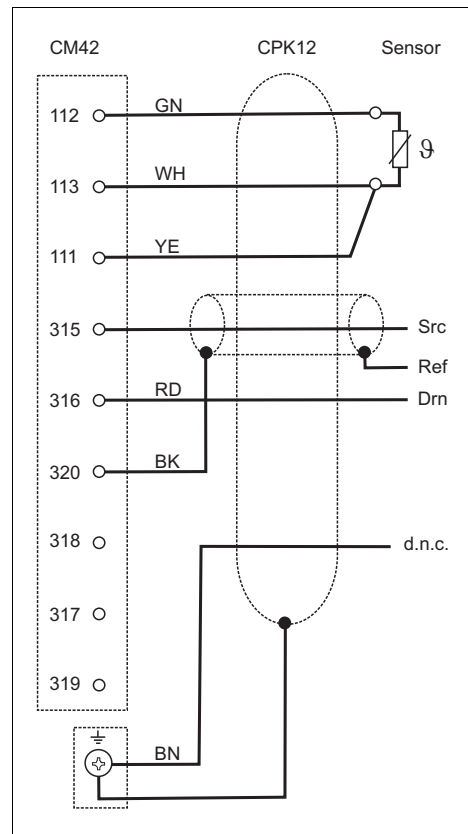 CM42 CPK12 Sensor
112 GN
ϑ
113 WH
111 YE
315 Src
Ref
316 RD Drn
320 BK
318 d.n.c.
317
319
BN